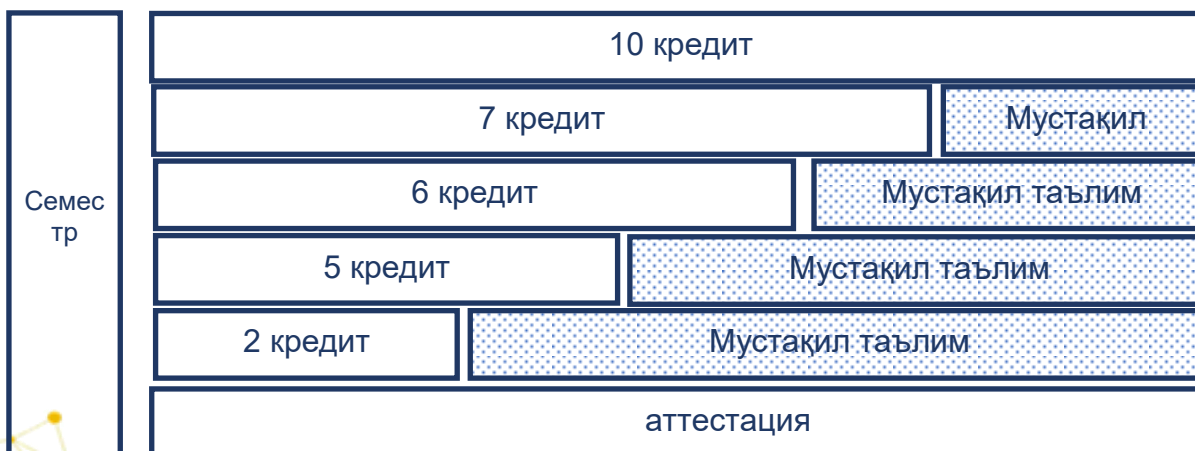 Семес
тр
10 кредит
7 кредит
Мустақил
6 кредит
Мустақил таълим
5 кредит
Мустақил таълим
2 кредит
Мустақил таълим
аттестация